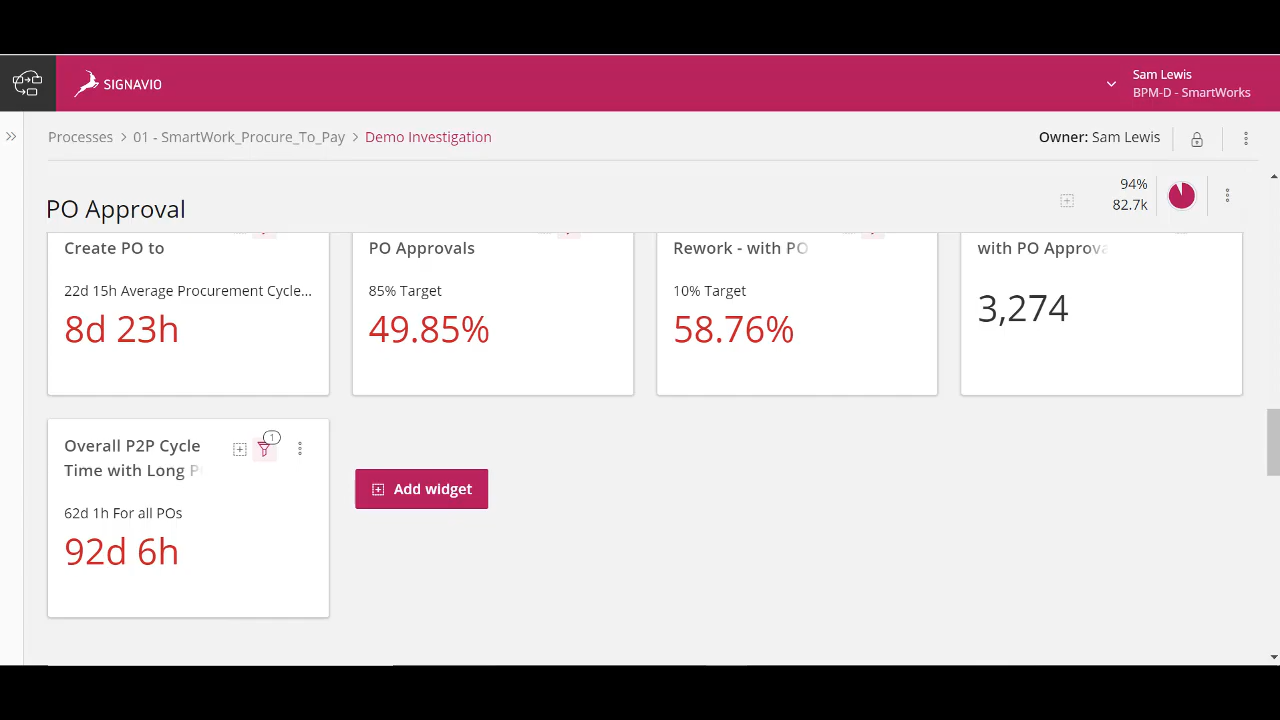 SIGNAVIO
Sam Lewis
BPM-D - SmartWorks
Processes > 01 - SmartWork_Procure_To_Pay > Demo Investigation
Owner: Sam Lewis
PO Approval
94%
82.7k
Create PO to
22d 15h Average Procurement Cycle...
8d 23h
PO Approvals
85% Target
49.85%
Rework - with PO
10% Target
58.76%
with PO Approva
3,274
Overall P2P Cycle
Time with Long P
1
62d 1h For all POs
92d 6h
Add widget